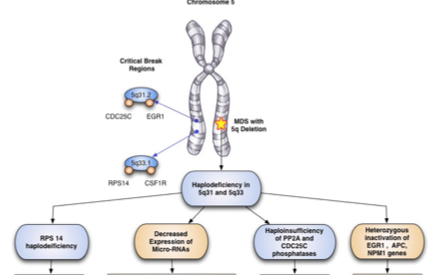 Chromosome 5
Critical Break
Regions
5q31.2
CDC25C EGR1
MDS with
5q Deletion
5q33.1
RPS14 CSF1R
Haplodeficiency in
5q31 and 5q33
RPS 14
haplodeficiency
Decreased
Expression of
Micro-RNAs
Haploinsufficiency
of PP2A and
CDC25C
phosphatases
Heterozygous
inactivation of
EGR1 , APC,
NPM1 genes